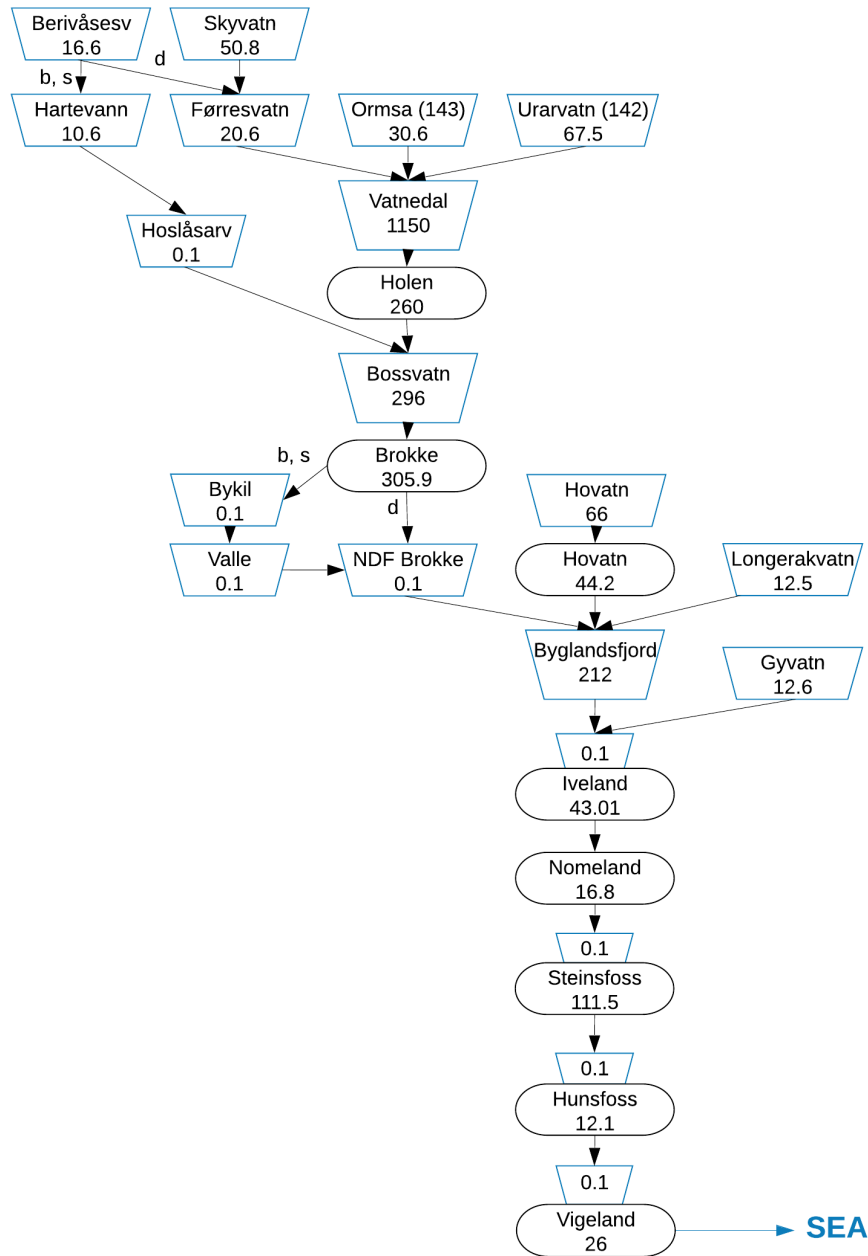 Berivåsesv
16.6
Skyvatn
50.8
b, s
d
Hartevann
10.6
Førresvatn
20.6
Ormsa (143)
30.6
Urarvatn (142)
67.5
Vatnedal
1150
Hoslåsarv
0.1
Holen
260
Bossvatn
296
Brokke
305.9
b, s
d
Bykil
0.1
Hovatn
66
Valle
0.1
NDF Brokke
0.1
Hovatn
44.2
Longerakvatn
12.5
Byglandsfjord
212
Gyvatn
12.6
0.1
Iveland
43.01
Nomeland
16.8
0.1
Steinsfoss
111.5
0.1
Hunsfoss
12.1
0.1
Vigeland
26
SEA